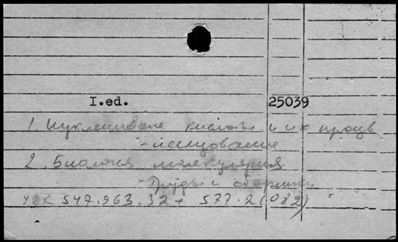 I.ed. 25039
1. Нуклеиновые кислоты и их произв
- исследование
2. Биология молекулярная
- Труды и сборники
УДК 547.963.32 + 577.2(082)